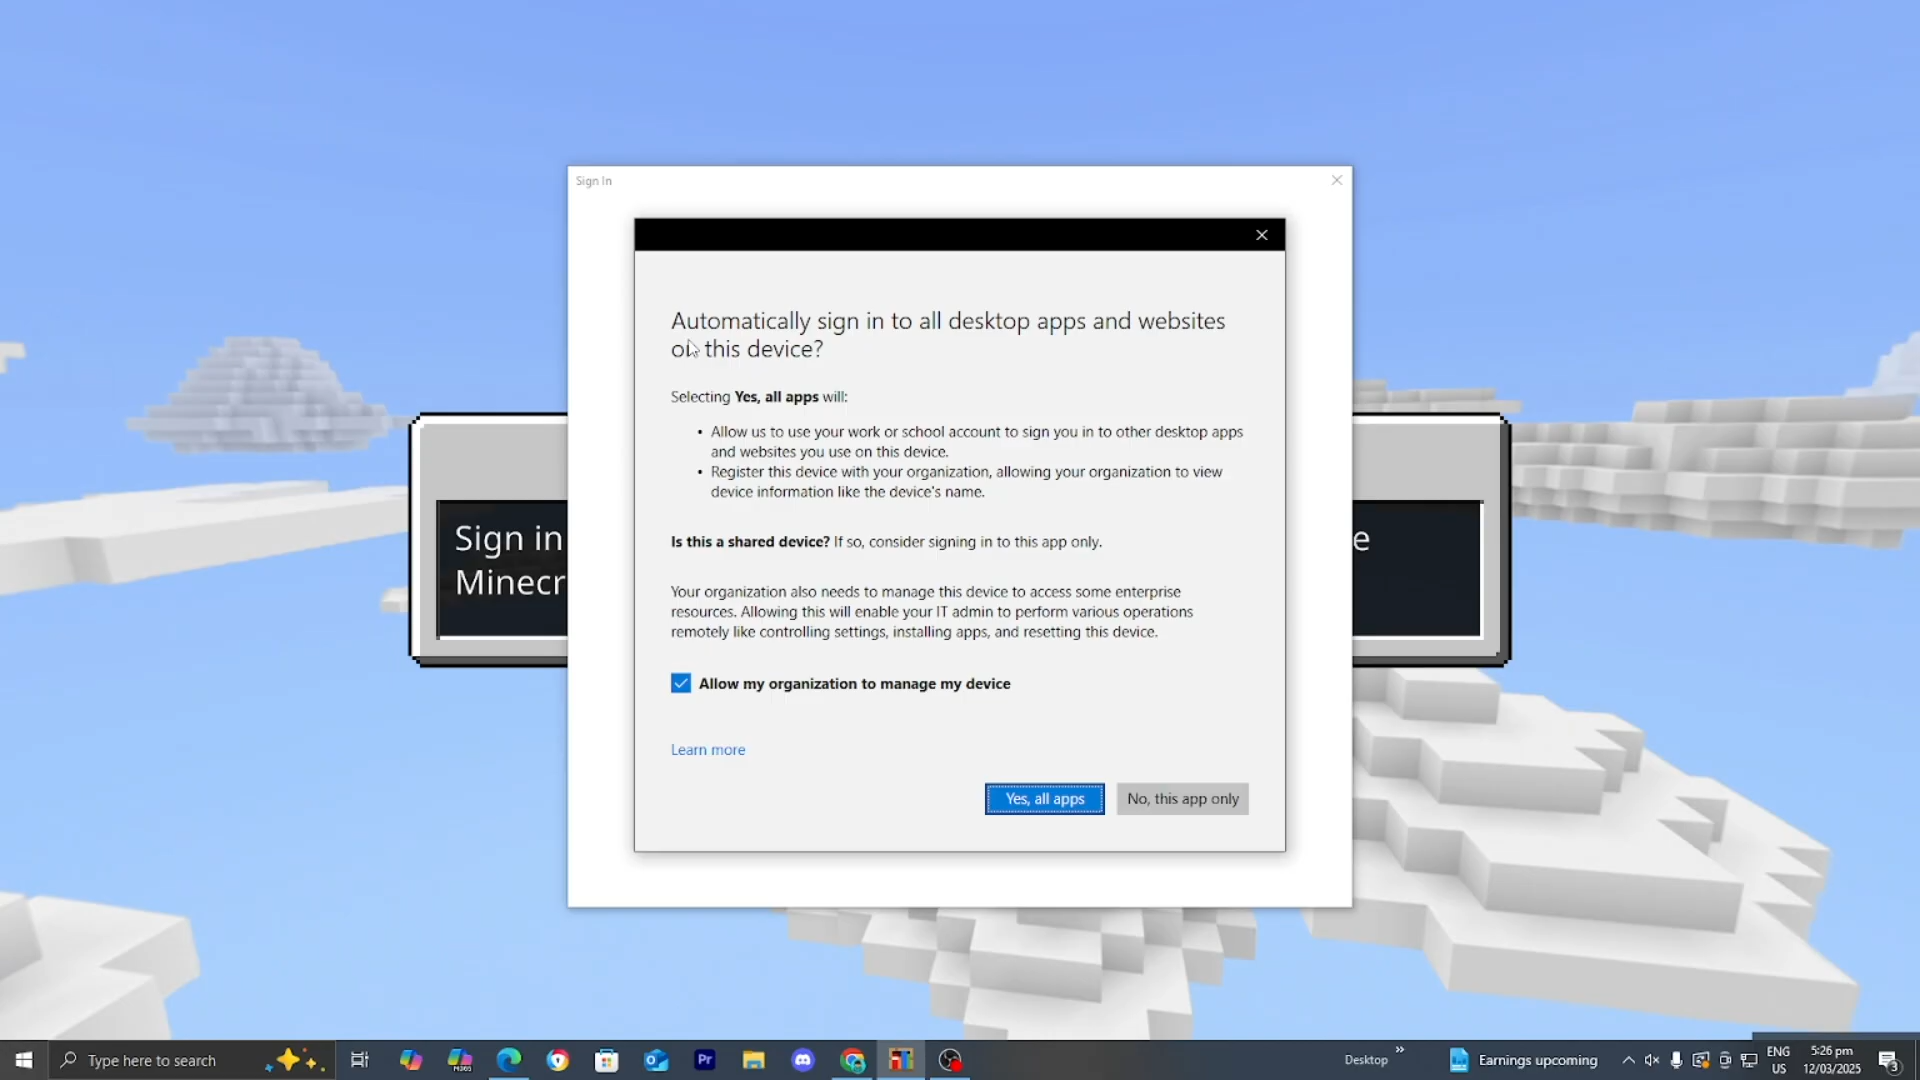 Sign In
Automatically sign in to all desktop apps and websites
on this device?
Selecting Yes, all apps will:
• Allow us to use your work or school account to sign you in to other desktop apps
and websites you use on this device.
• Register this device with your organization, allowing your organization to view
device information like the device's name.
Is this a shared device? If so, consider signing in to this app only.
Your organization also needs to manage this device to access some enterprise
resources. Allowing this will enable your IT admin to perform various operations
remotely like controlling settings, installing apps, and resetting this device.
Allow my organization to manage my device
Learn more
Yes, all apps
No, this app only
Sign in
Minecr
e
Type here to search
M365
Pr
Desktop
Earnings upcoming
ENG
US
5:26 pm
12/03/2025
3